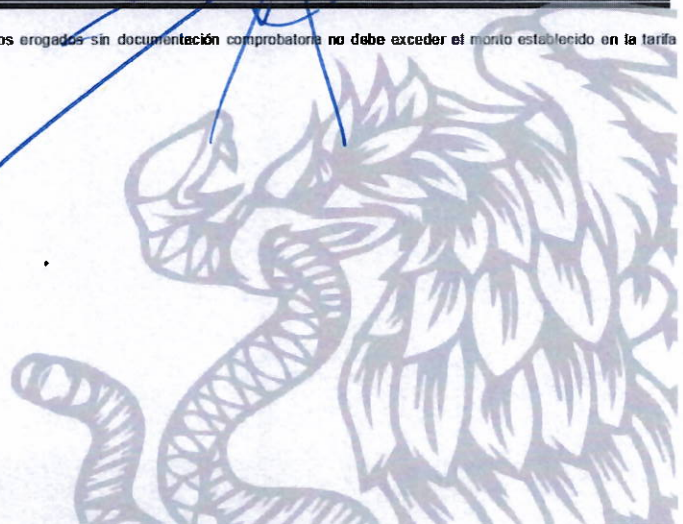 os erogados sin documentación comprobatoria no debe exceder el monto establecido en la tarifa